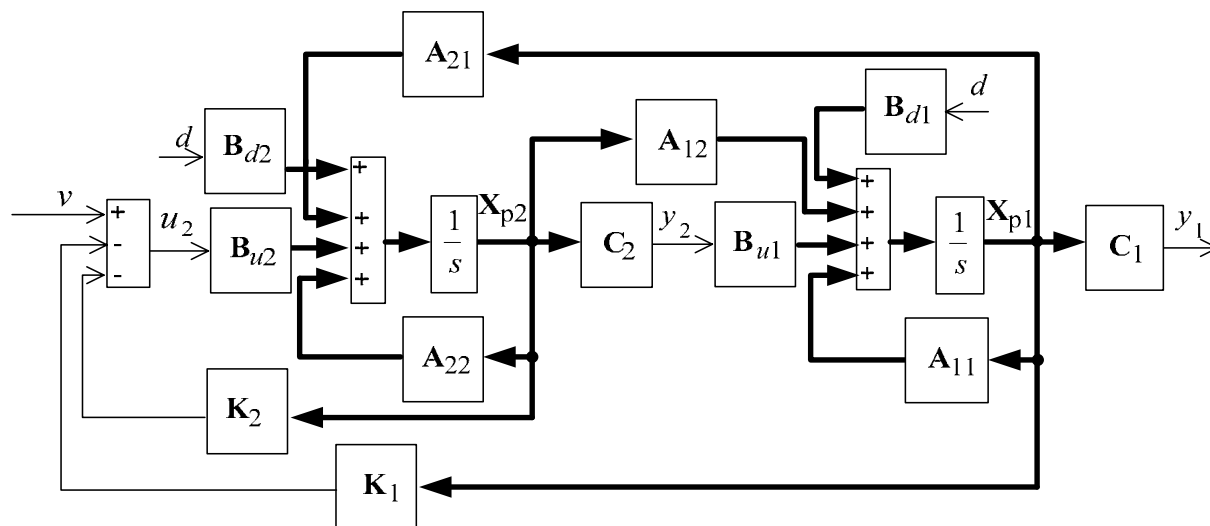 A21
d
Bd1
d
Bd2
A12
+
+
v
+
u2
Bu2
+
+
+
1
s
Xp2
C2
y2
Bu1
+
+
+
1
s
Xp1
C1
y1
-
-
A22
A11
K2
K1